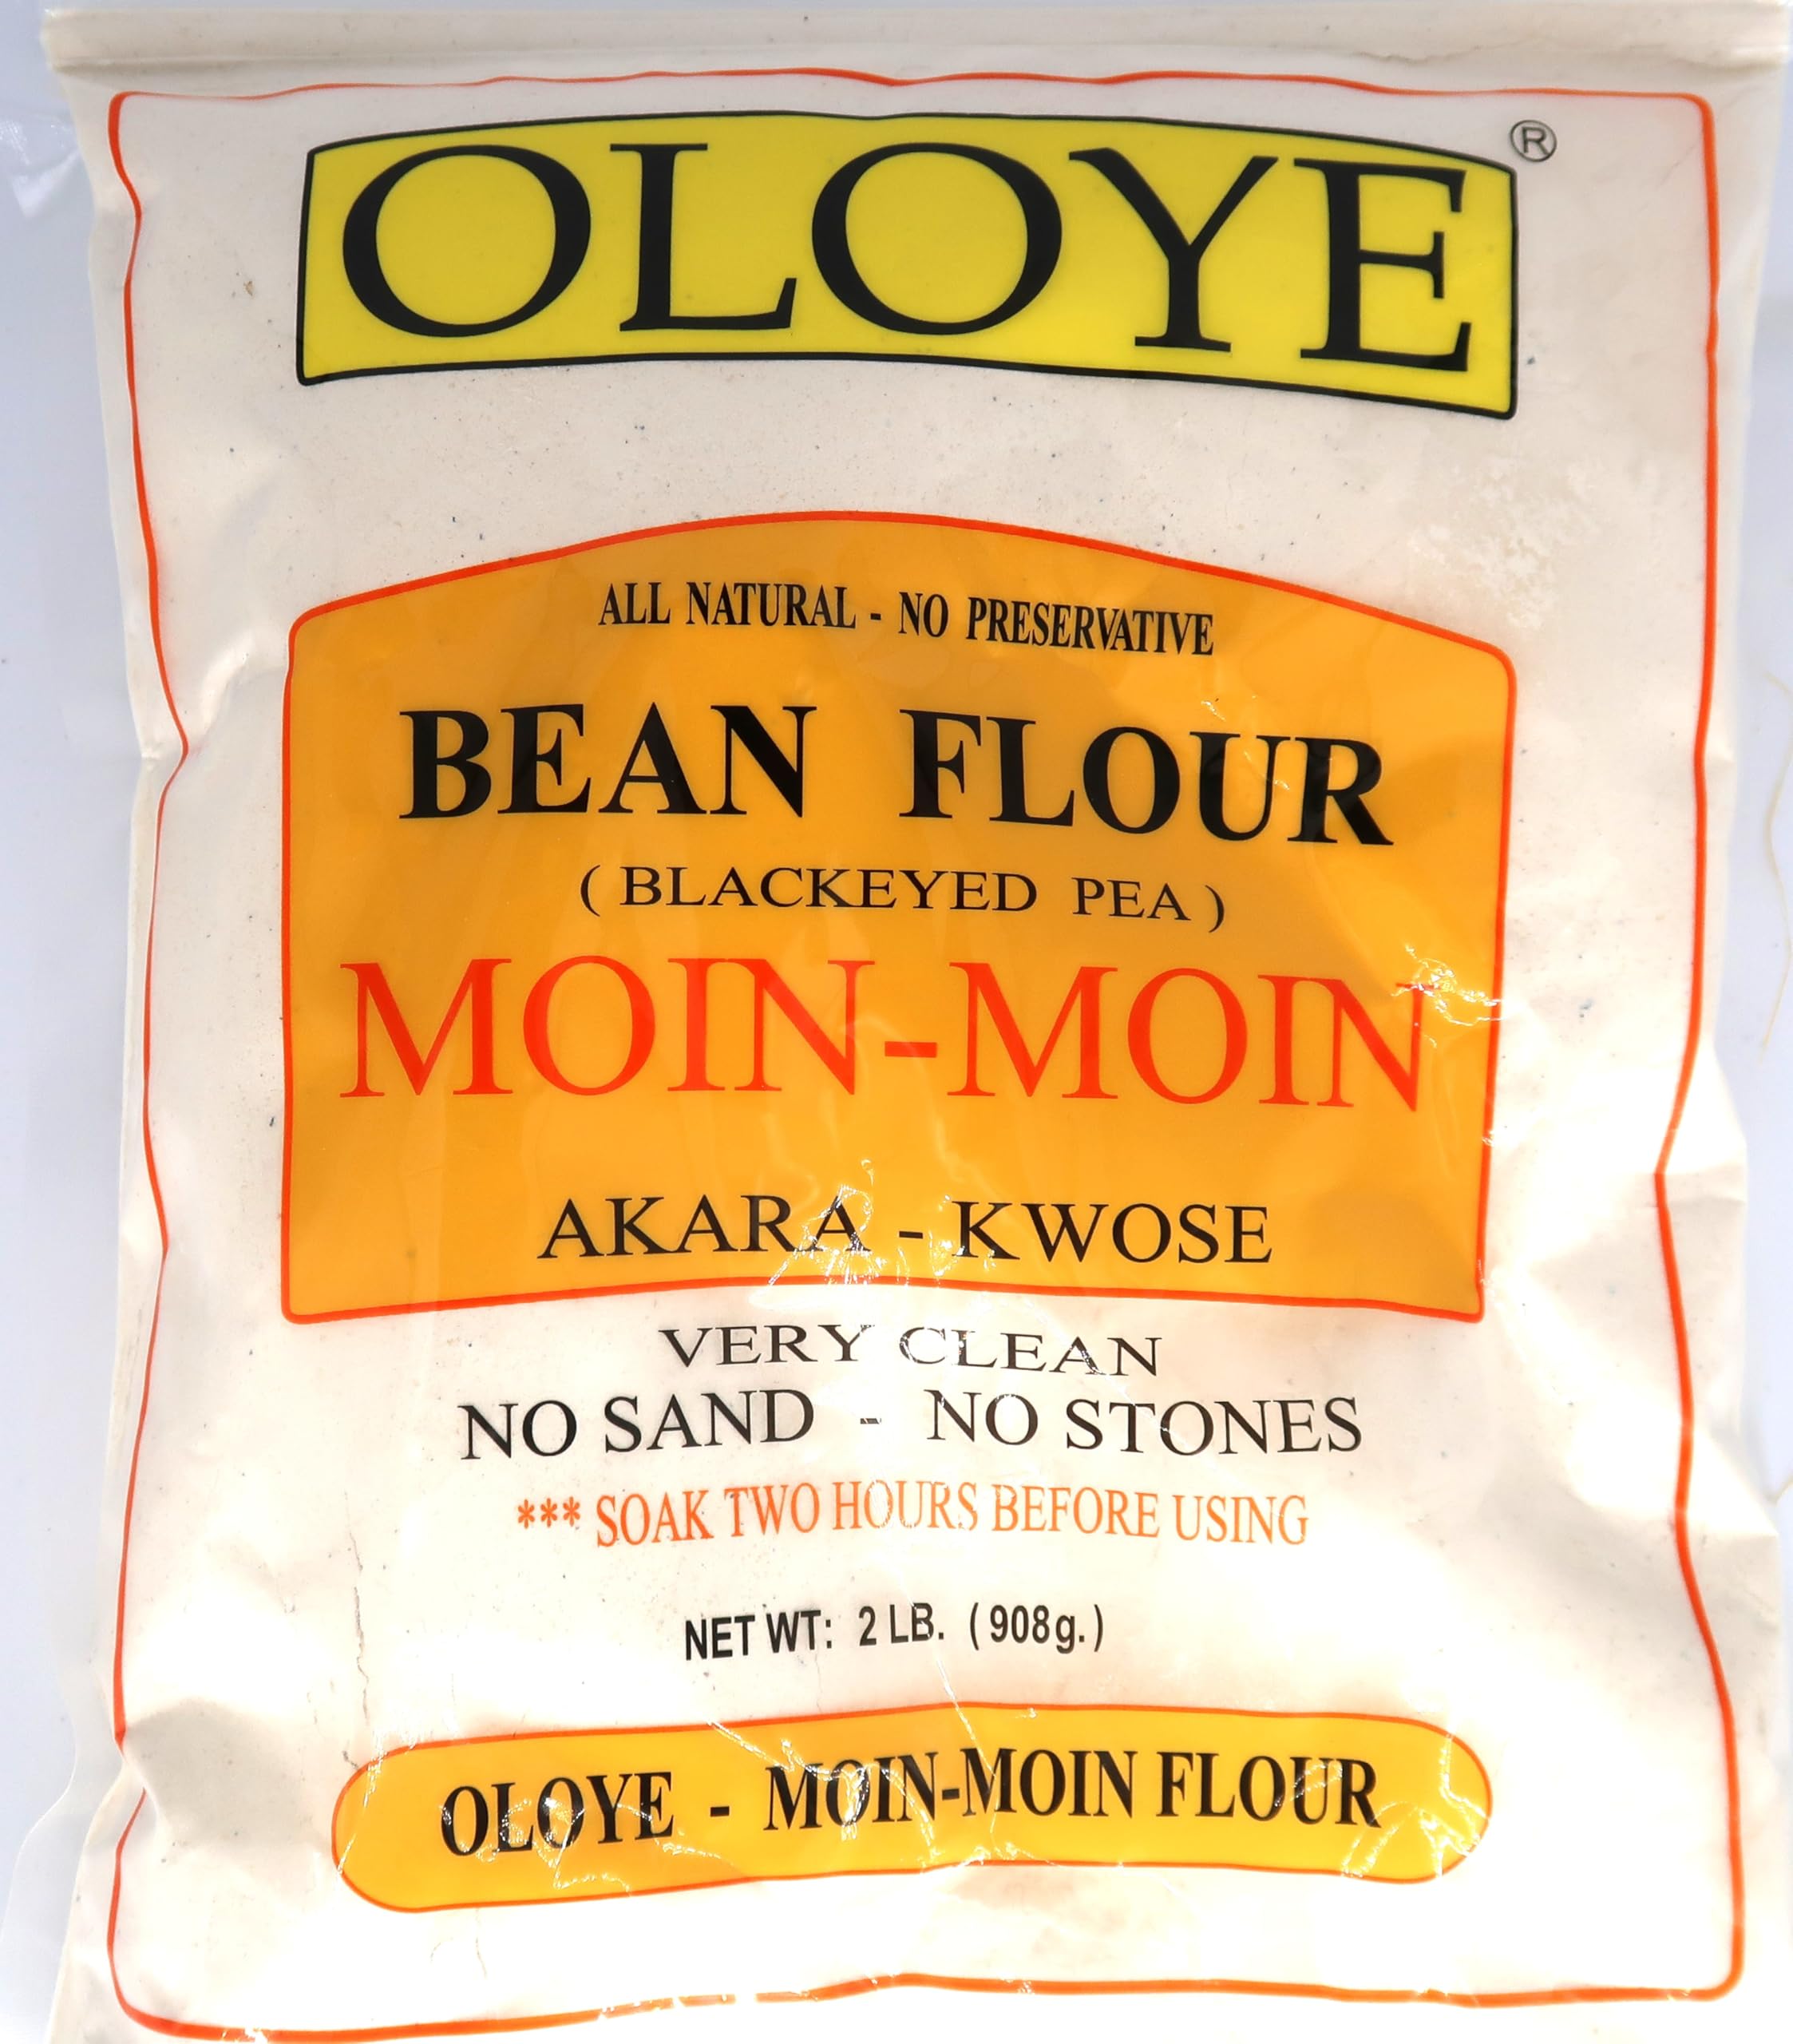 OLOYE ®
ALL NATURAL - NO PRESERVATIVE
BEAN FLOUR
( BLACKEYED PEA )
MOIN-MOIN
AKARA - KWOSE
VERY CLEAN
NO SAND - NO STONES
*** SOAK TWO HOURS BEFORE USING
NET WT: 2 LB. ( 908g. )
OLOYE - MOIN-MOIN FLOUR